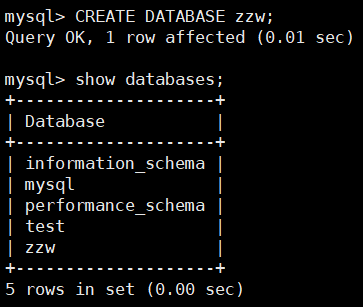 mysql> CREATE DATABASE zzw;
Query OK, 1 row affected (0.01 sec)
mysql> show databases;
+--------------------+
| Database           |
+--------------------+
| information_schema |
| mysql              |
| performance_schema |
| test               |
| zzw                |
+--------------------+
5 rows in set (0.00 sec)